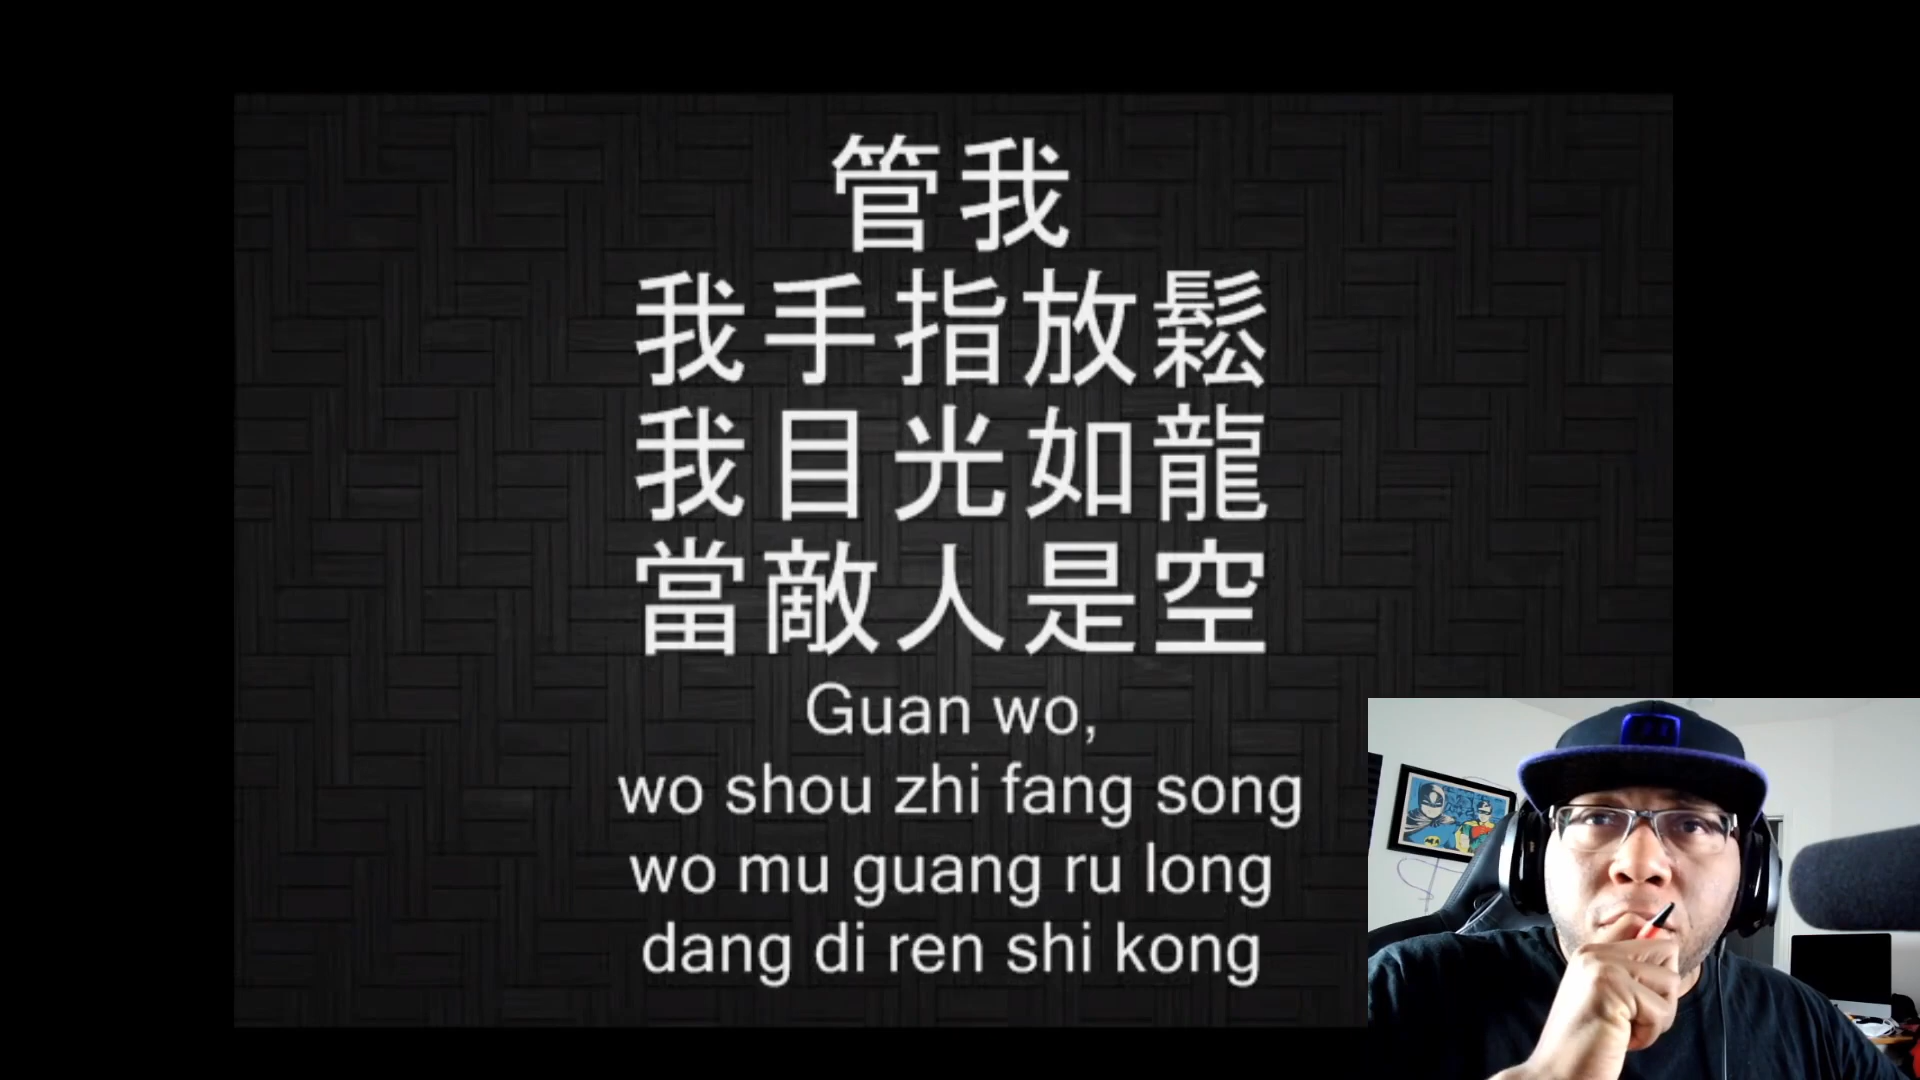 管我
我手指放鬆
我目光如龍
當敵人是空
Guan wo,
wo shou zhi fang song
wo mu guang ru long
dang di ren shi kong